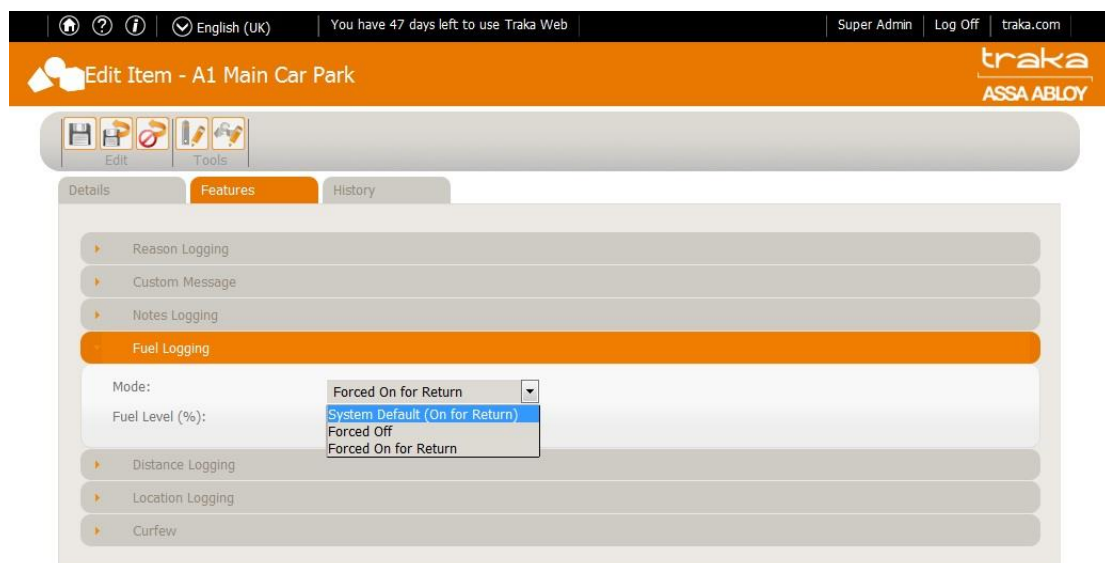 English (UK) You have 47 days left to use Traka Web Super Admin Log Off traka.com
Edit Item - A1 Main Car Park
traka
ASSA ABLOY
Edit Tools
Details Features History
Reason Logging
Custom Message
Notes Logging
Fuel Logging
Mode: Forced On for Return
Fuel Level (%): System Default (On for Return)
Forced Off
Forced On for Return
Distance Logging
Location Logging
Curfew